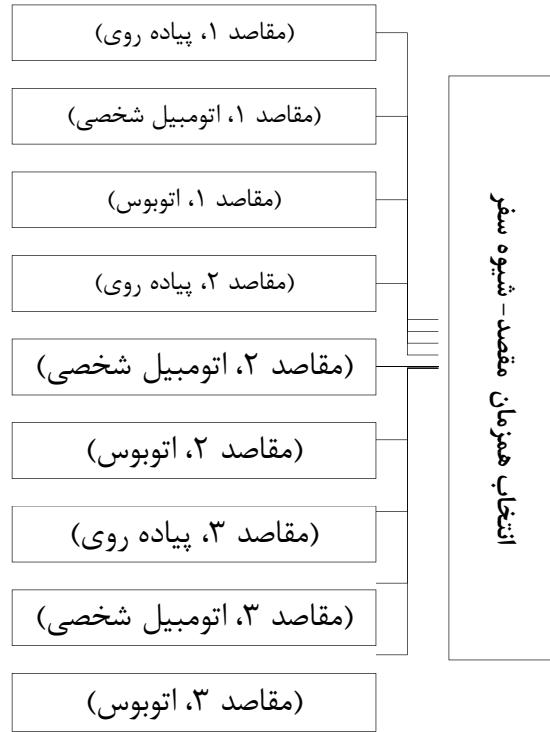 انتخاب همزمان مقصد- شیوه سفر
(مقاصد ۱، پیاده روی)
(مقاصد ۱، اتومبیل شخصی)
(مقاصد ۱، اتوبوس)
(مقاصد ۲، پیاده روی)
(مقاصد ۲، اتومبیل شخصی)
(مقاصد ۲، اتوبوس)
(مقاصد ۳، پیاده روی)
(مقاصد ۳، اتومبیل شخصی)
(مقاصد ۳، اتوبوس)